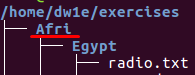 /home/dw1e/exercises
├── Afri
│   ├── Egypt
│   │   ├── radio.txt